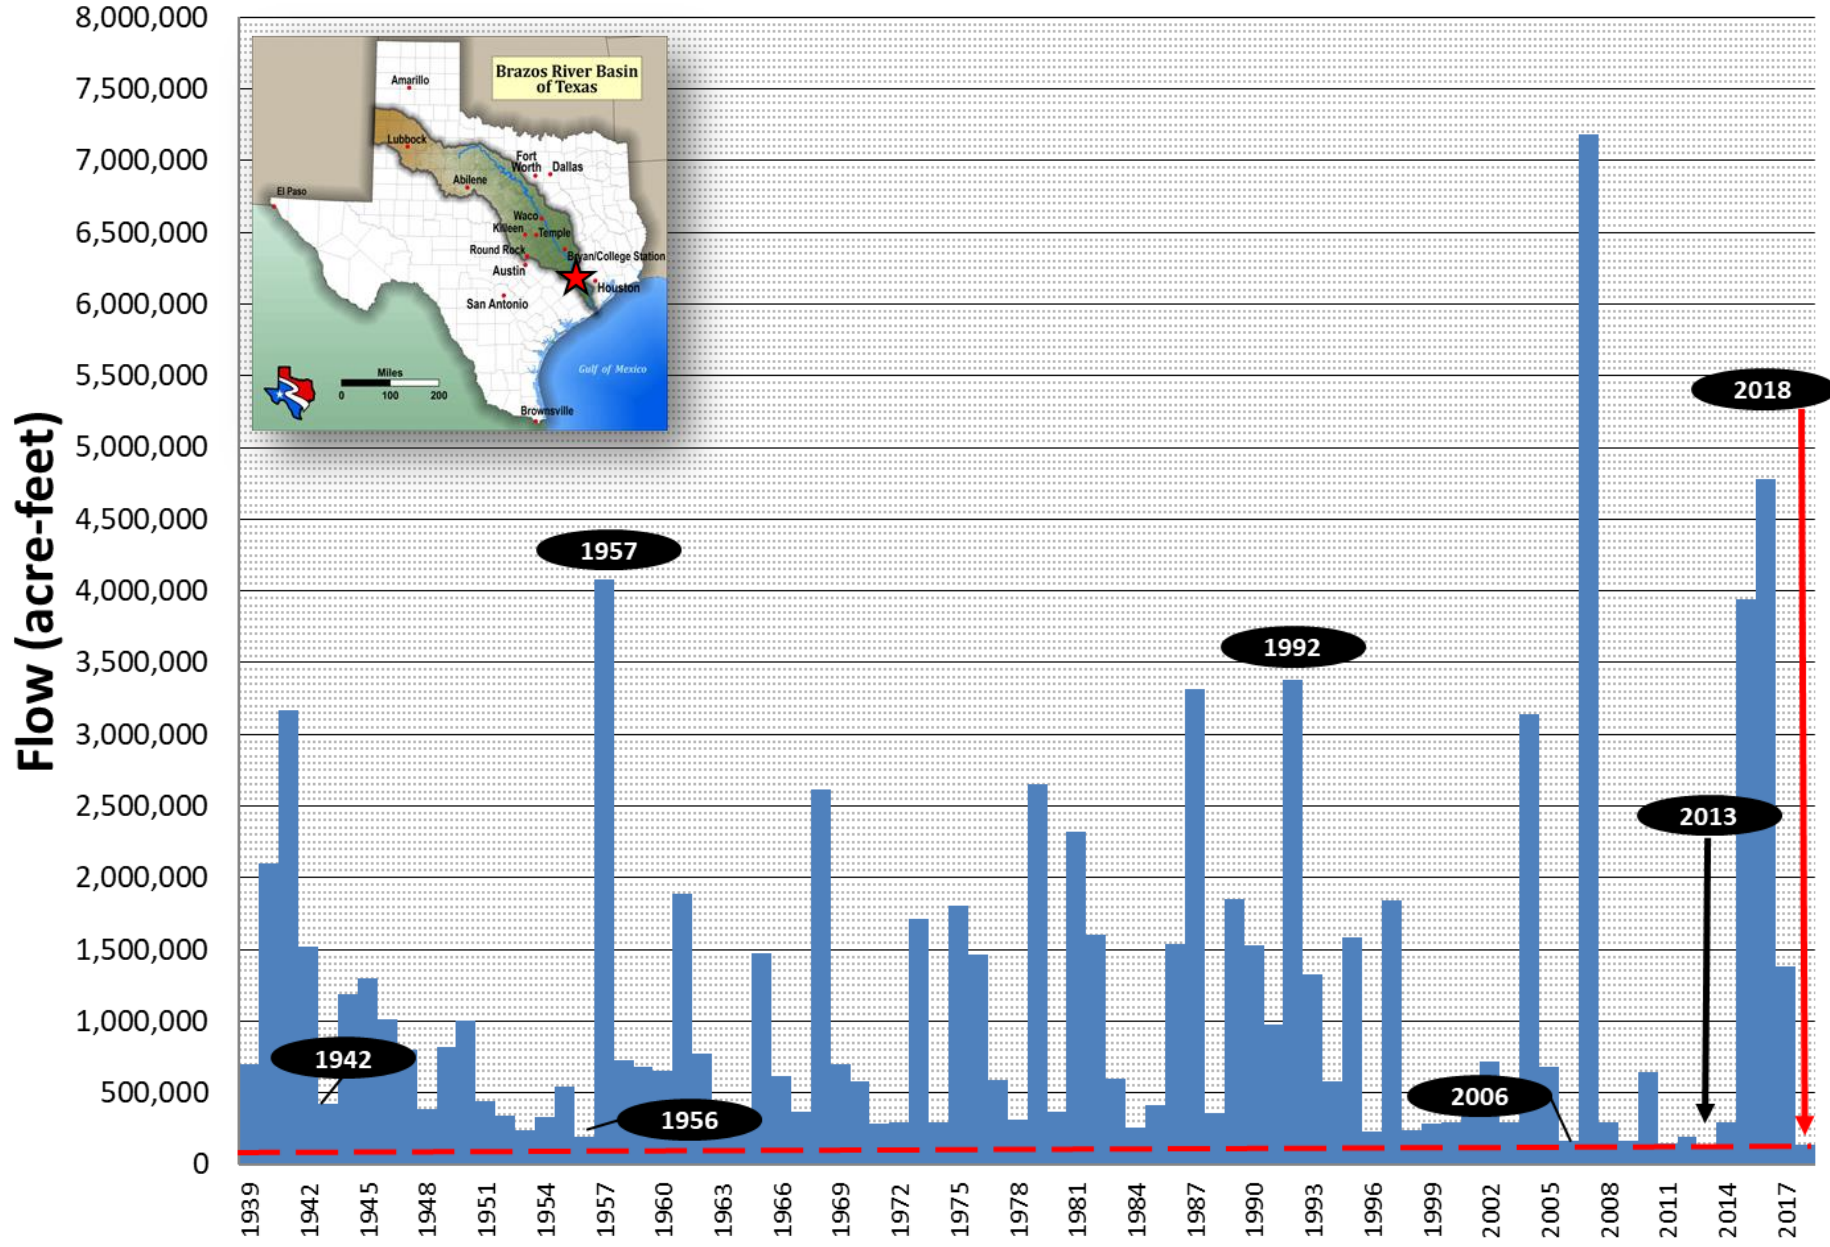 8,000,000
7,500,000
7,000,000
6,500,000
6,000,000
5,500,000
5,000,000
4,500,000
4,000,000
3,500,000
3,000,000
2,500,000
2,000,000
1,500,000
1,000,000
500,000
0
Flow (acre-feet)
Brazos River Basin
of Texas
Amarillo
Lubbock
Fort
Worth
Dallas
Abilene
El Paso
Waco
Killeen
Temple
Round Rock
Bryan/College Station
Austin
Houston
San Antonio
Gulf of Mexico
Miles
0 100 200
Brownsville
2018
1957
1992
2013
1942
2006
1956
1939 1942 1945 1948 1951 1954 1957 1960 1963 1966 1969 1972 1975 1978 1981 1984 1987 1990 1993 1996 1999 2002 2005 2008 2011 2014 2017